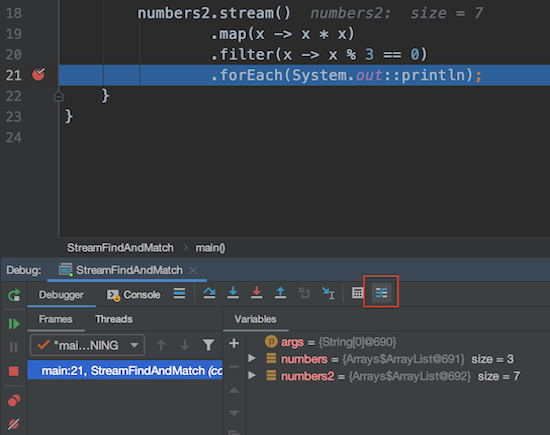 18 numbers2.stream() numbers2: size = 7
19 .map(x -> x * x)
20 .filter(x -> x % 3 == 0)
21 .forEach(System.out::println);
22 }
23 }
24
StreamFindAndMatch › main()
Debug: StreamFindAndMatch ×
Debugger Console
Frames Threads Variables
"mai...NING
args = {String[0]@690}
numbers = {Arrays$ArrayList@691} size = 3
main:21, StreamFindAndMatch (co
numbers2 = {Arrays$ArrayList@692} size = 7